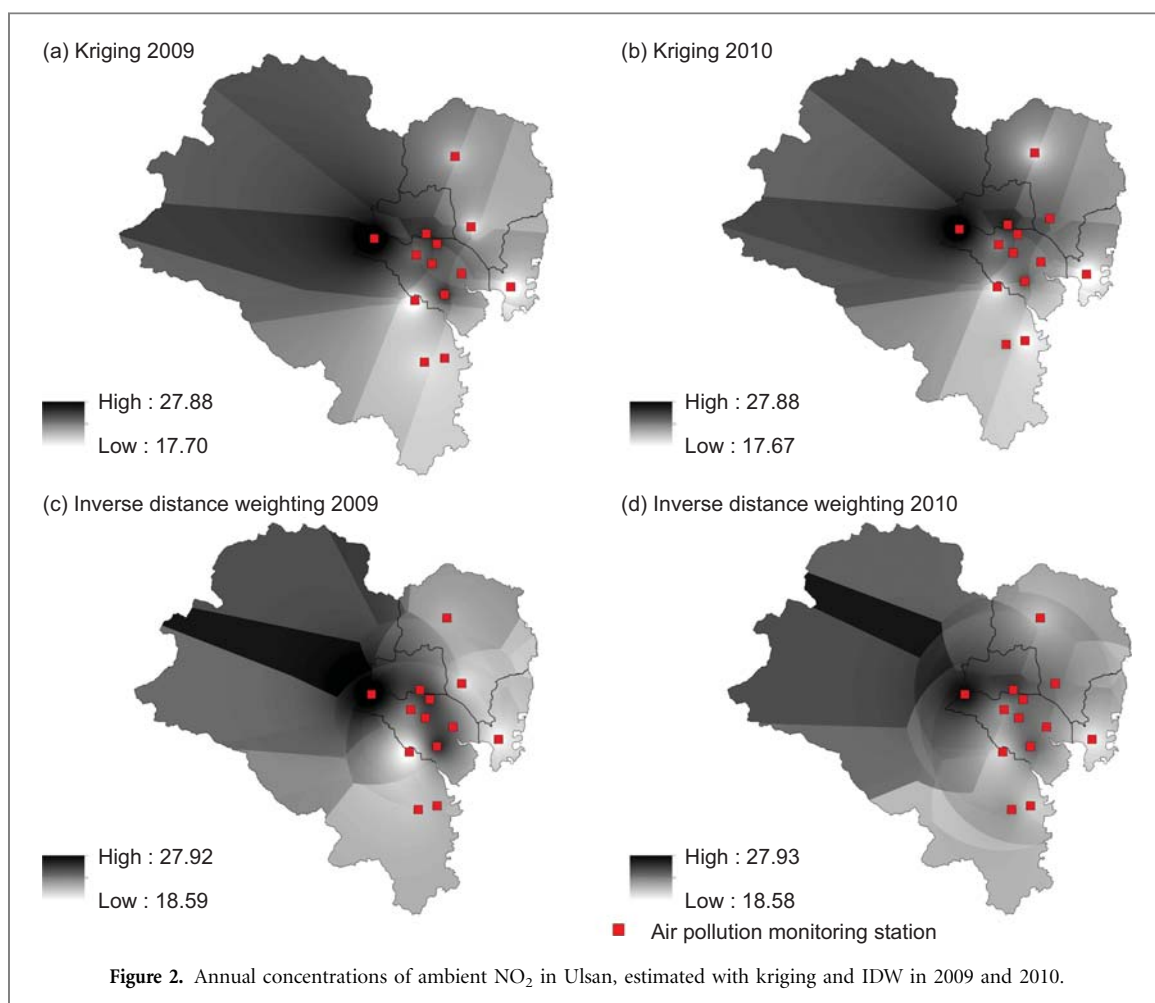 (a) Kriging 2009
(b) Kriging 2010
High : 27.88
Low : 17.70
High : 27.88
Low : 17.67
(c) Inverse distance weighting 2009
(d) Inverse distance weighting 2010
High : 27.92
Low : 18.59
High : 27.93
Low : 18.58
Air pollution monitoring station
Figure 2. Annual concentrations of ambient NO₂ in Ulsan, estimated with kriging and IDW in 2009 and 2010.